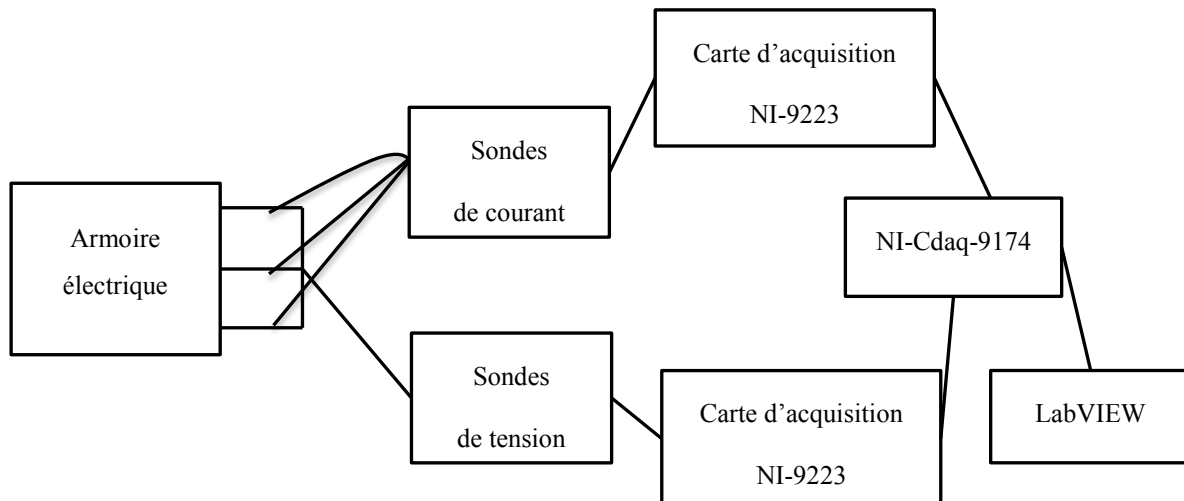 Armoire
électrique
Sondes
de courant
Sondes
de tension
Carte d’acquisition
NI-9223
Carte d’acquisition
NI-9223
NI-Cdaq-9174
LabVIEW